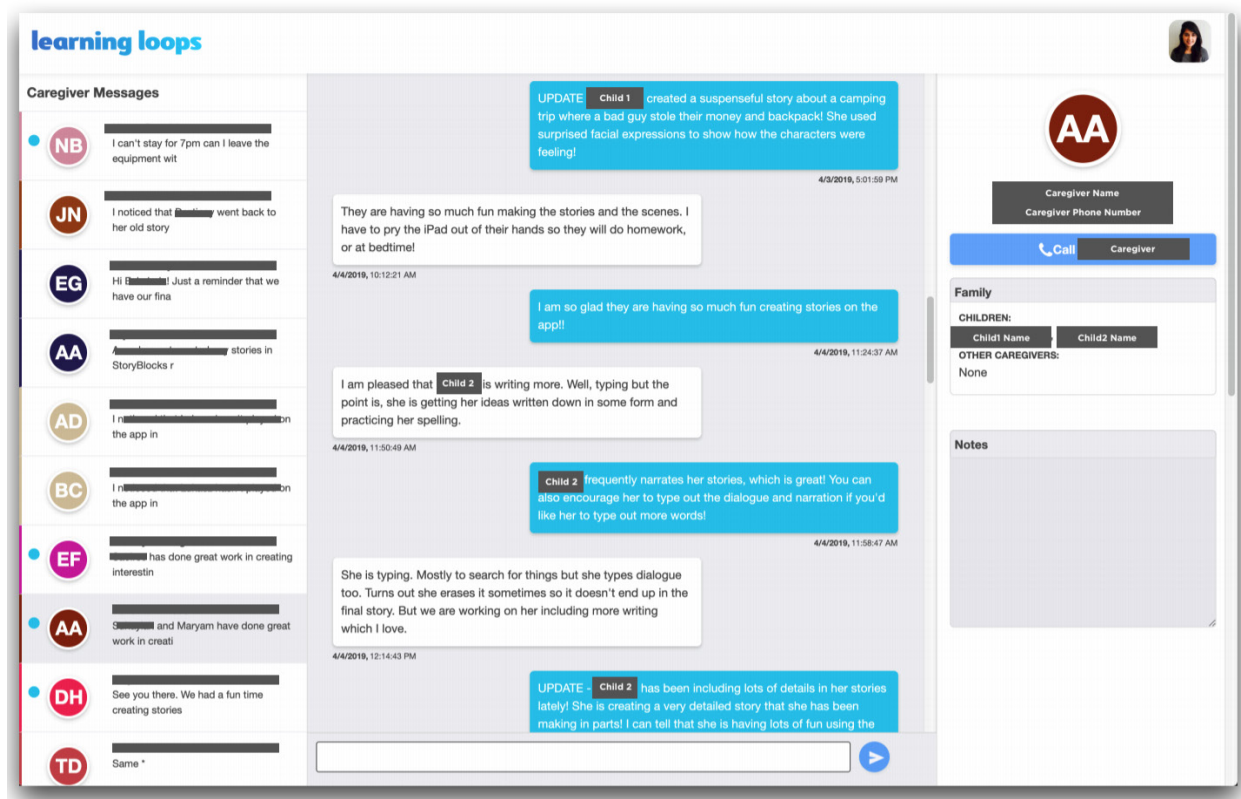 learning loops
Caregiver Messages
NB
I can't stay for 7pm can I leave the
equipment wit
JN
I noticed that went back to
her old story
EG
Hi ! Just a reminder that we
have our fina
AA
stories in
StoryBlocks r
AD
on
the app in
BC
on
the app in
EF
has done great work in creating
interestin
AA
and Maryam have done great
work in creati
DH
See you there. We had a fun time
creating stories
TD
Same *
UPDATE Child 1 created a suspenseful story about a camping
trip where a bad guy stole their money and backpack! She used
surprised facial expressions to show how the characters were
feeling!
4/3/2019, 5:01:59 PM
They are having so much fun making the stories and the scenes. I
have to pry the iPad out of their hands so they will do homework,
or at bedtime!
4/4/2019, 10:12:21 AM
I am so glad they are having so much fun creating stories on the
app!!
4/4/2019, 11:24:37 AM
I am pleased that Child 2 is writing more. Well, typing but the
point is, she is getting her ideas written down in some form and
practicing her spelling.
4/4/2019, 11:50:49 AM
Child 2 frequently narrates her stories, which is great! You can
also encourage her to type out the dialogue and narration if you'd
like her to type out more words!
4/4/2019, 11:58:47 AM
She is typing. Mostly to search for things but she types dialogue
too. Turns out she erases it sometimes so it doesn't end up in the
final story. But we are working on her including more writing
which I love.
4/4/2019, 12:14:43 PM
UPDATE - Child 2 has been including lots of details in her stories
lately! She is creating a very detailed story that she has been
making in parts! I can tell that she is having lots of fun using the
AA
Caregiver Name
Caregiver Phone Number
Call Caregiver
Family
CHILDREN:
Child1 Name , Child2 Name
OTHER CAREGIVERS:
None
Notes